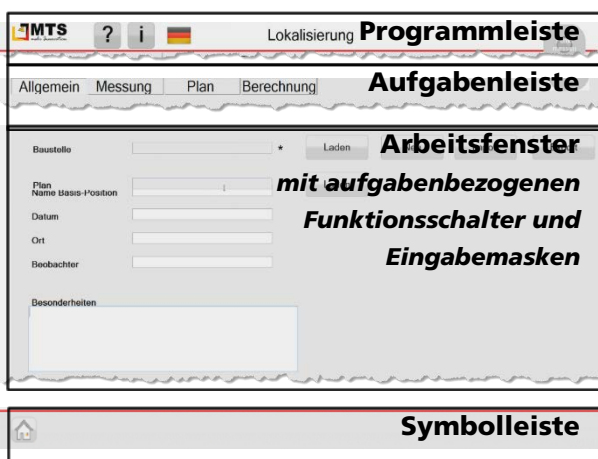 MTS
? i Lokalisierung Programmleiste
Aufgabenleiste
Allgemein Messung Plan Berechnung
Arbeitsfenster
Baustelle * Laden
mit aufgabenbezogenen
Plan
Name Basis-Position
Funktionsschalter und
Datum
Ort
Eingabemasken
Beobachter
Besonderheiten
Symbolleiste